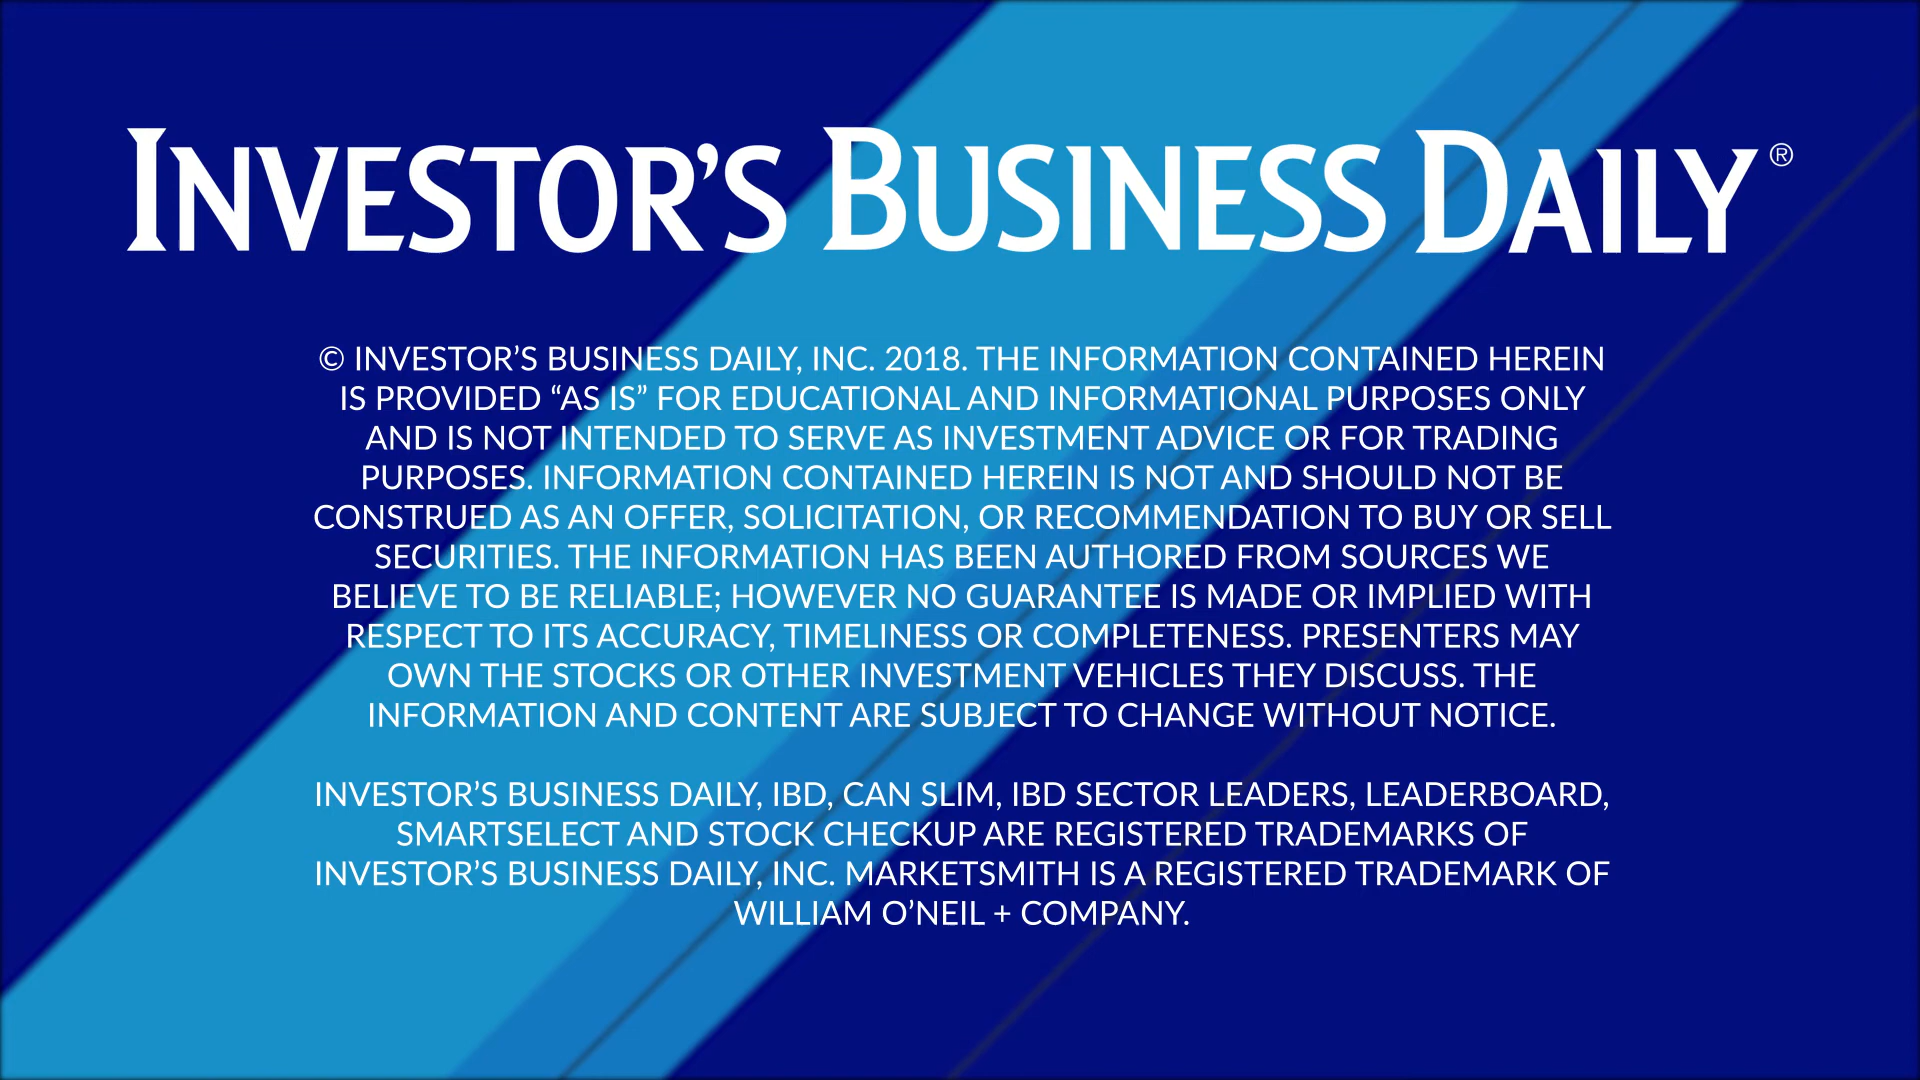 INVESTOR’S BUSINESS DAILY®
© INVESTOR’S BUSINESS DAILY, INC. 2018. THE INFORMATION CONTAINED HEREIN
IS PROVIDED “AS IS” FOR EDUCATIONAL AND INFORMATIONAL PURPOSES ONLY
AND IS NOT INTENDED TO SERVE AS INVESTMENT ADVICE OR FOR TRADING
PURPOSES. INFORMATION CONTAINED HEREIN IS NOT AND SHOULD NOT BE
CONSTRUED AS AN OFFER, SOLICITATION, OR RECOMMENDATION TO BUY OR SELL
SECURITIES. THE INFORMATION HAS BEEN AUTHORED FROM SOURCES WE
BELIEVE TO BE RELIABLE; HOWEVER NO GUARANTEE IS MADE OR IMPLIED WITH
RESPECT TO ITS ACCURACY, TIMELINESS OR COMPLETENESS. PRESENTERS MAY
OWN THE STOCKS OR OTHER INVESTMENT VEHICLES THEY DISCUSS. THE
INFORMATION AND CONTENT ARE SUBJECT TO CHANGE WITHOUT NOTICE.
INVESTOR’S BUSINESS DAILY, IBD, CAN SLIM, IBD SECTOR LEADERS, LEADERBOARD,
SMARTSELECT AND STOCK CHECKUP ARE REGISTERED TRADEMARKS OF
INVESTOR’S BUSINESS DAILY, INC. MARKETSMITH IS A REGISTERED TRADEMARK OF
WILLIAM O’NEIL + COMPANY.